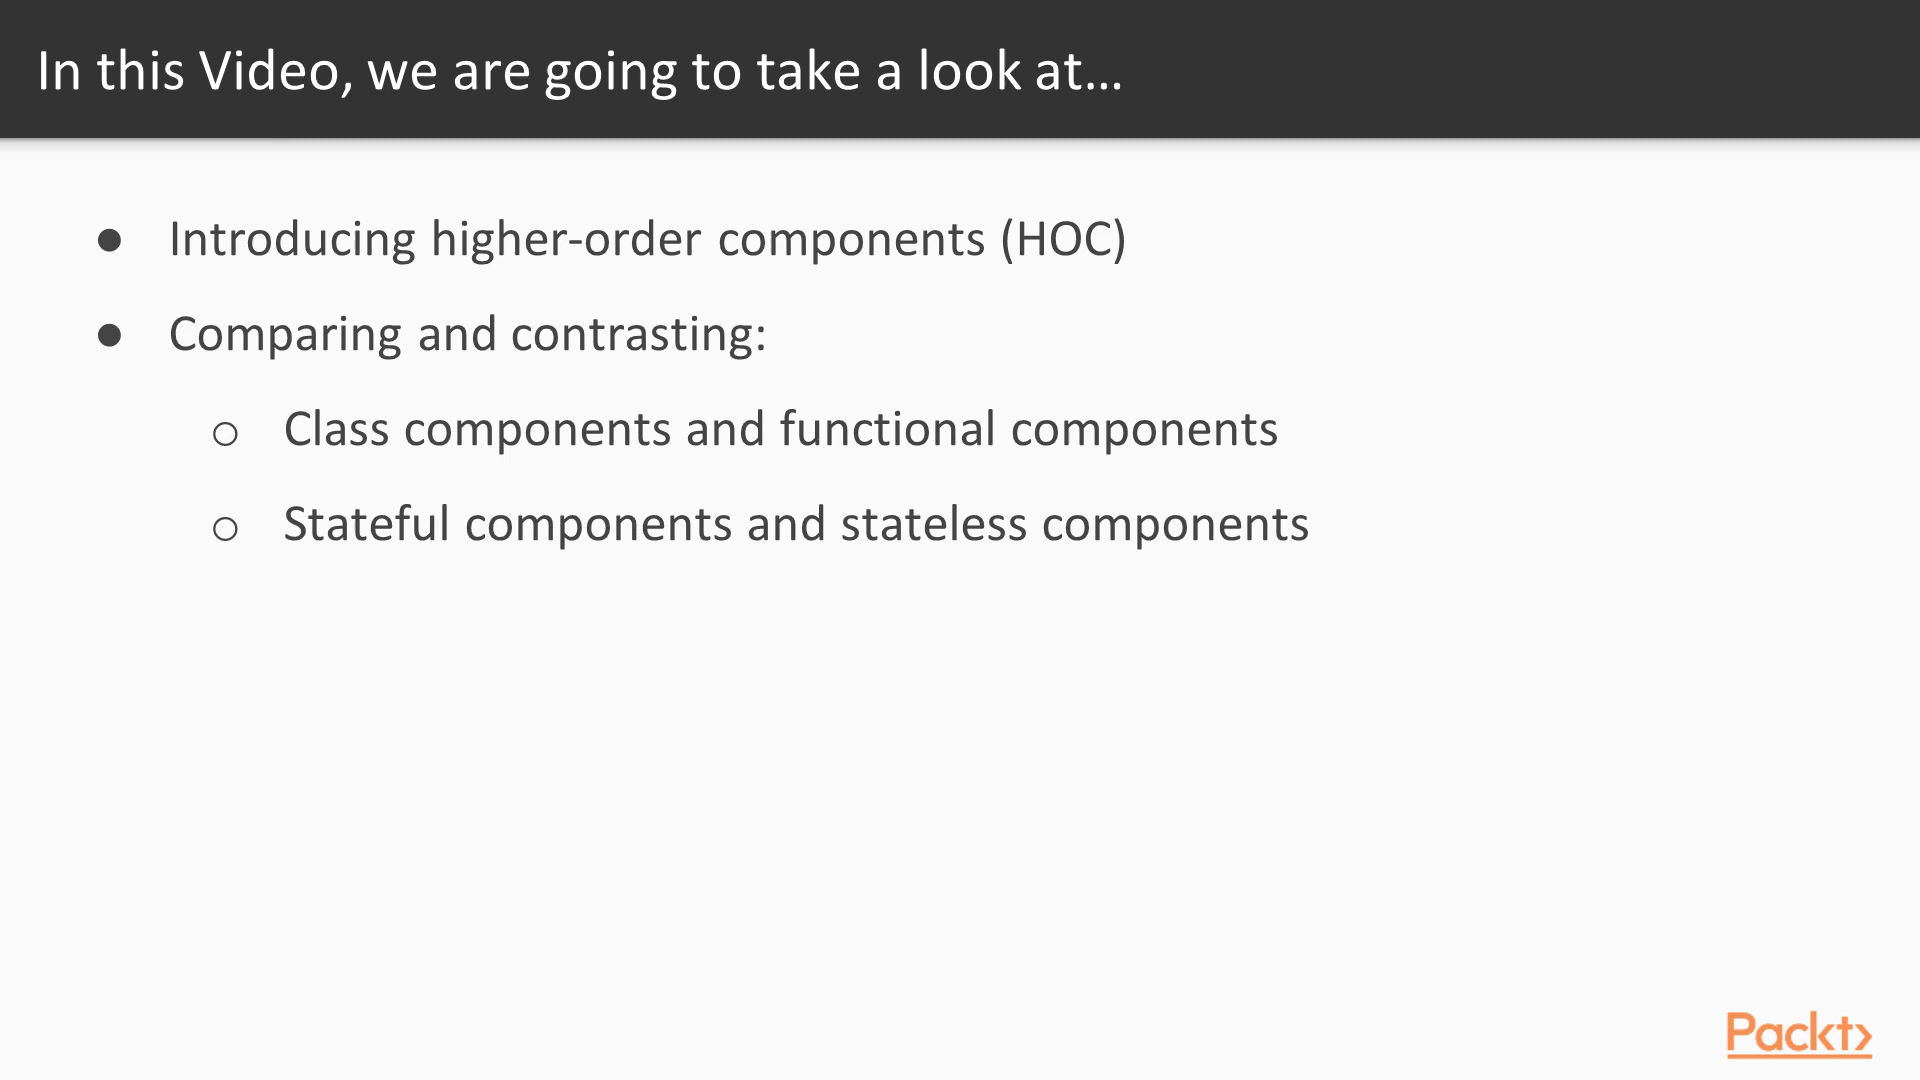 In this Video, we are going to take a look at...
● Introducing higher-order components (HOC)
● Comparing and contrasting:
○ Class components and functional components
○ Stateful components and stateless components
Packt>